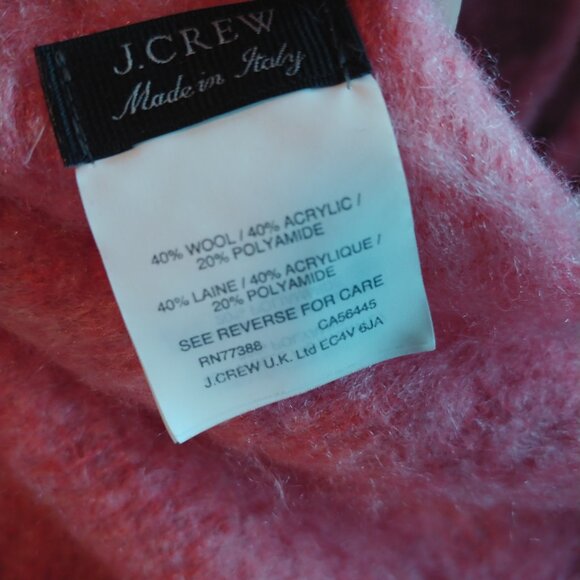 J.CREW
Made in Italy
40% WOOL / 40% ACRYLIC /
20% POLYAMIDE
40% LAINE / 40% ACRYLIQUE /
20% POLYAMIDE
SEE REVERSE FOR CARE
RN77388 CA56445
J.CREW U.K. Ltd EC4V 6JA